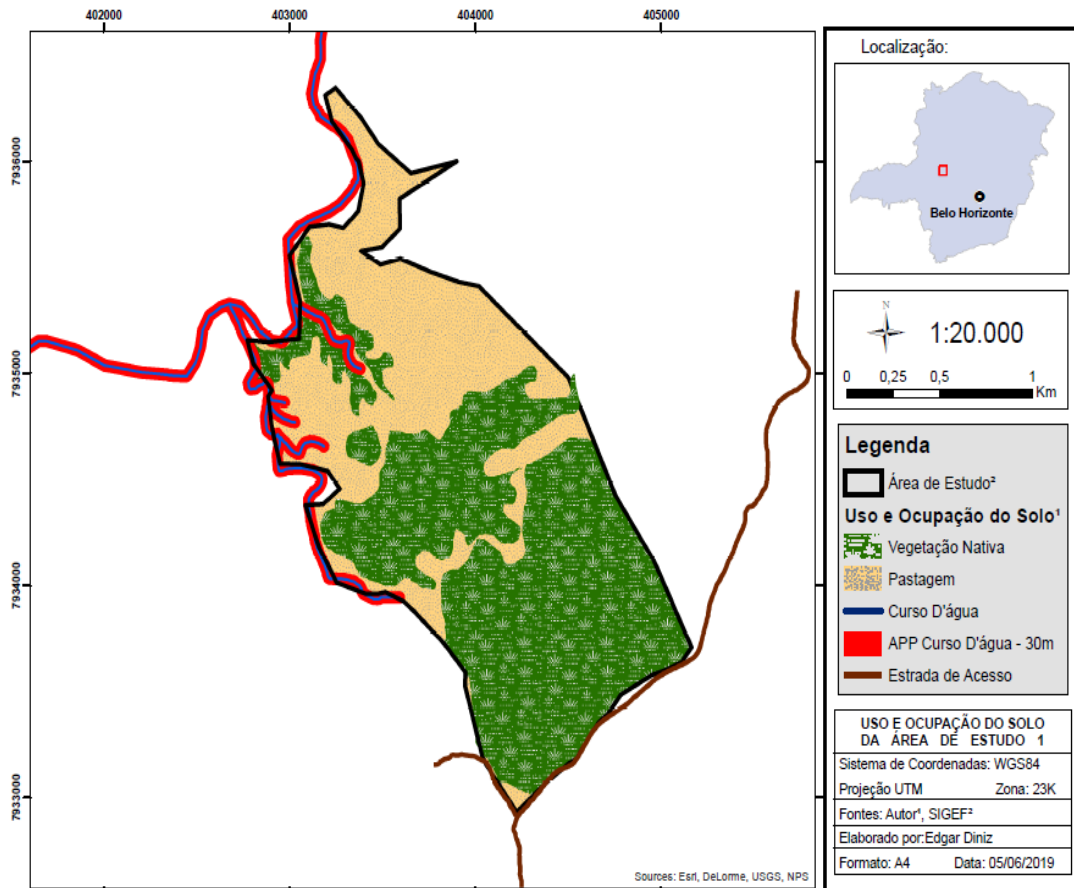 402000
403000
404000
405000
7936000
7935000
7934000
7933000
Sources: Esri, DeLorme, USGS, NPS
Localização:
Belo Horizonte
N
1:20.000
0 0,25 0,5 1
Km
Legenda
Área de Estudo²
Uso e Ocupação do Solo¹
Vegetação Nativa
Pastagem
Curso D'água
APP Curso D'água - 30m
Estrada de Acesso
USO E OCUPAÇÃO DO SOLO
DA ÁREA DE ESTUDO 1
Sistema de Coordenadas: WGS84
Projeção UTM Zona: 23K
Fontes: Autor¹, SIGEF²
Elaborado por:Edgar Diniz
Formato: A4 Data: 05/06/2019